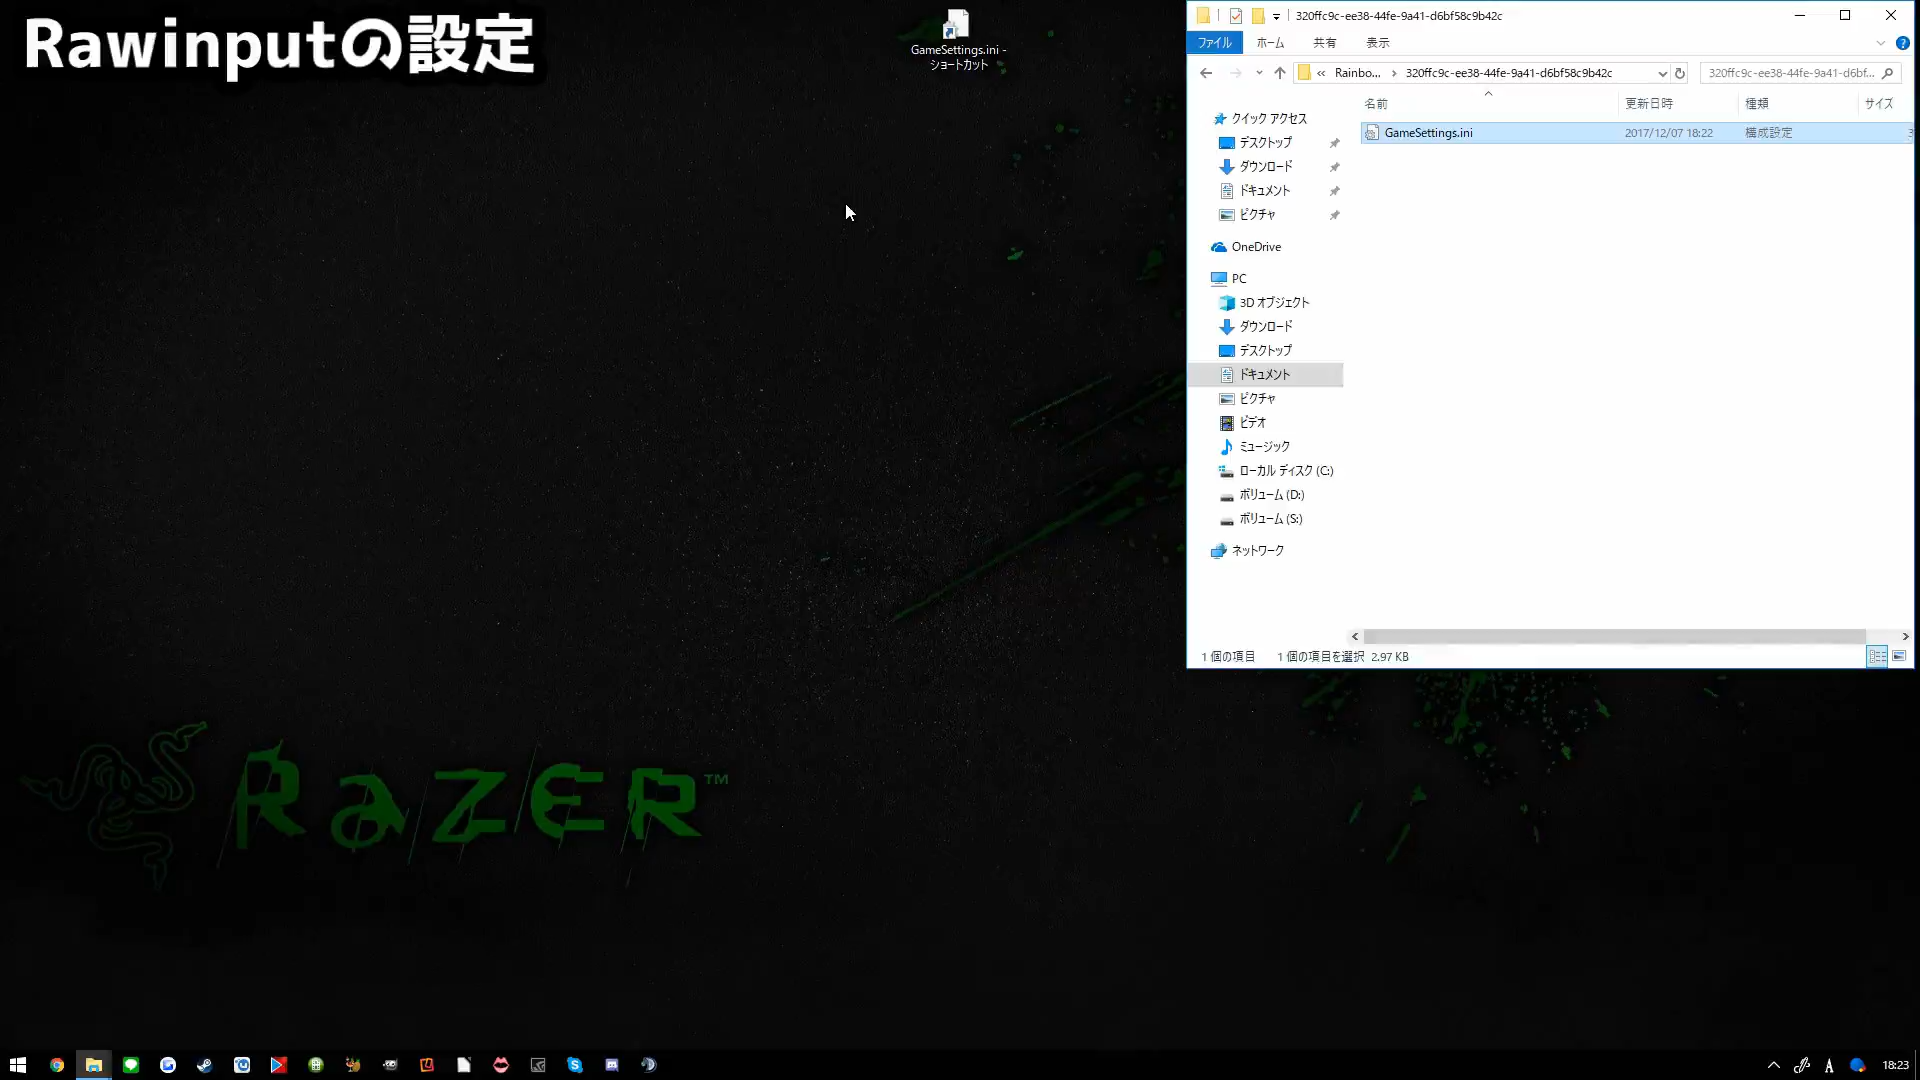 Rawinputの設定
GameSettings.ini -
ショートカット
320ffc9c-ee38-44fe-9a41-d6bf58c9b42c
ファイル
ホーム
共有
表示
« Rainbo... › 320ffc9c-ee38-44fe-9a41-d6bf58c9b42c
320ffc9c-ee38-44fe-9a41-d6bf...
名前
更新日時
種類
サイズ
GameSettings.ini
2017/12/07 18:22
構成設定
3
クイック アクセス
デスクトップ
ダウンロード
ドキュメント
ピクチャ
OneDrive
PC
3D オブジェクト
ダウンロード
デスクトップ
ドキュメント
ピクチャ
ビデオ
ミュージック
ローカル ディスク (C:)
ボリューム (D:)
ボリューム (S:)
ネットワーク
1 個の項目
1 個の項目を選択 2.97 KB
RAZER™
A
18:23